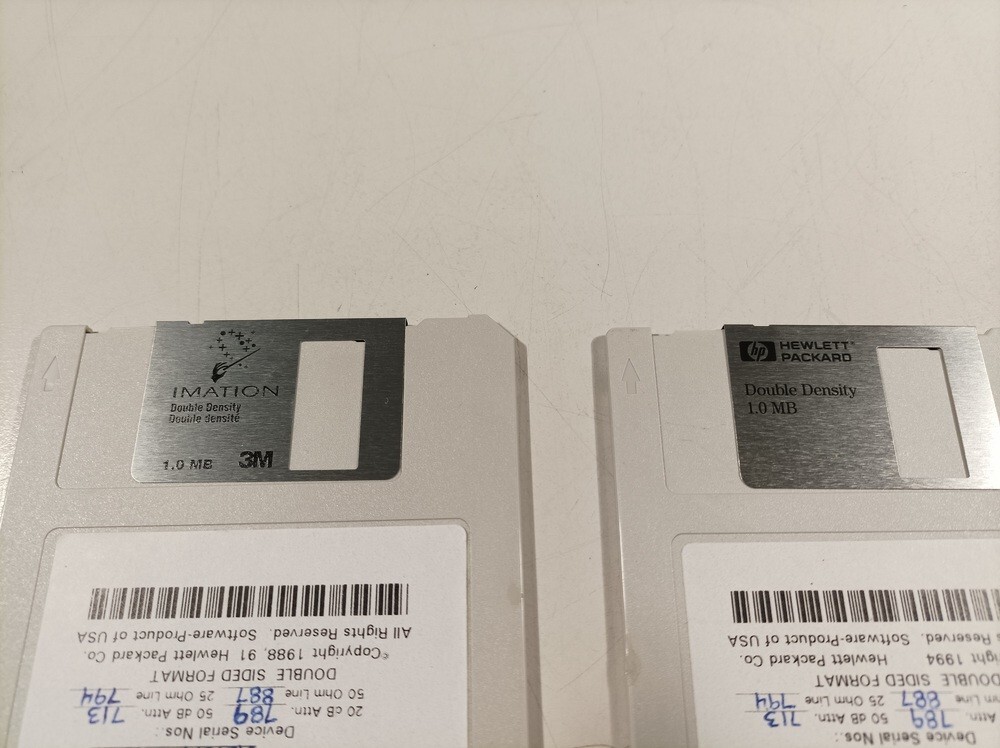 IMATION
Double Density
Double densité
1.0 MB 3M
Device Serial Nos.:
20 dB Attn. 789 50 dB Attn. 713
50 Ohm Line 887 25 Ohm Line 794
DOUBLE SIDED FORMAT
©Copyright 1988, 91 Hewlett Packard Co.
All Rights Reserved. Software-Product of USA
hp HEWLETT®
PACKARD
Double Density
1.0 MB
Device Serial Nos.:
Attn. 789 50 dB Attn. 713
Line 887 25 Ohm Line 794
DOUBLE SIDED FORMAT
1994 Hewlett Packard Co.
Reserved. Software-Product of USA